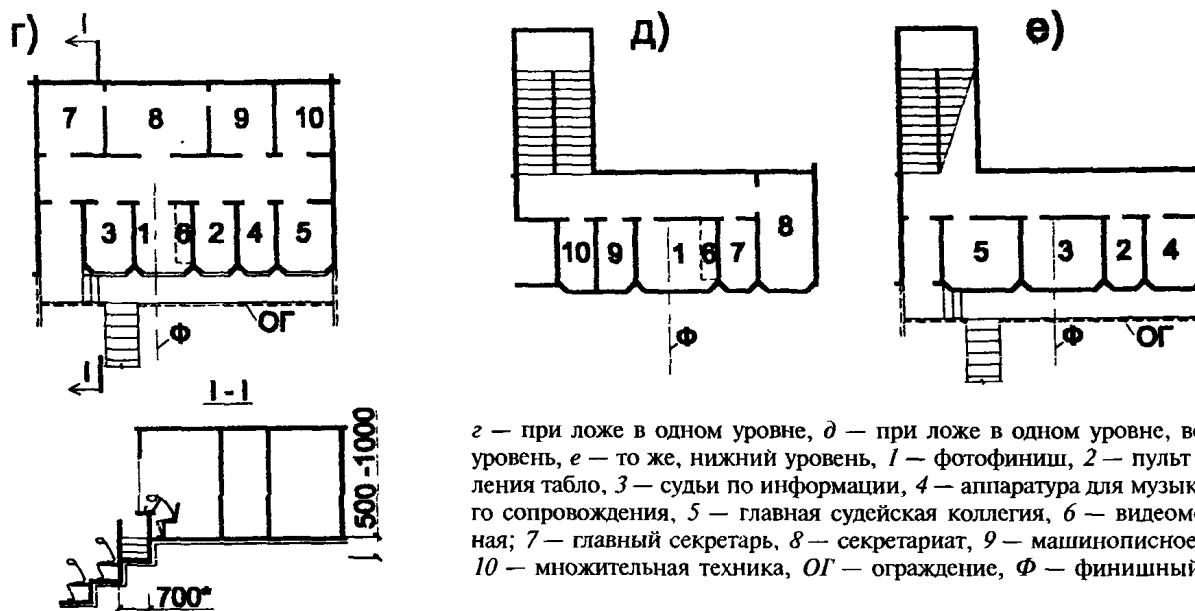 г)
д)
е)
I
7 8 9 10
3 1 6 2 4 5
10 9 1 6 7 8
5 3 2 4
ОГ
Ф
Ф
Ф
ОГ
I
I - I
500 -1000
700*
г — при ложе в одном уровне, д — при ложе в одном уровне,
уровень, е — то же, нижний уровень, 1 — фотофиниш, 2 — пульт
ления табло, 3 — судьи по информации, 4 — аппаратура для музык
го сопровождения, 5 — главная судейская коллегия, 6 — видеомо
ная; 7 — главный секретарь, 8 — секретариат, 9 — машинописное
10 — множительная техника, ОГ — ограждение, Ф — финишный